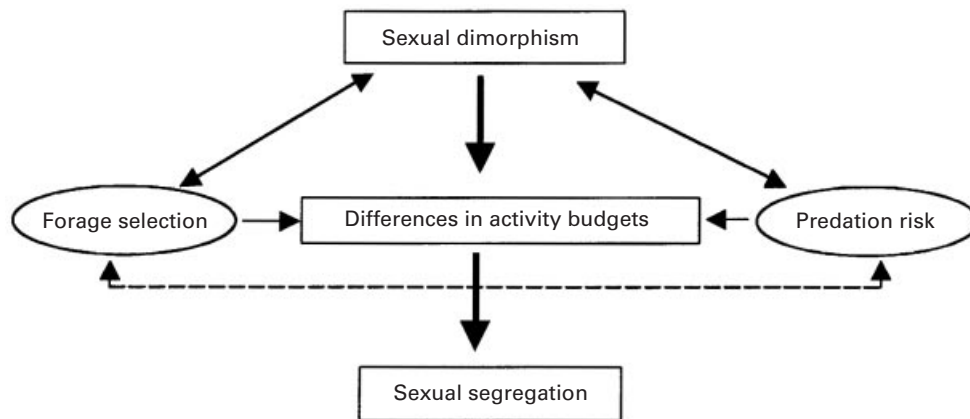 Sexual dimorphism
Forage selection
Differences in activity budgets
Predation risk
Sexual segregation